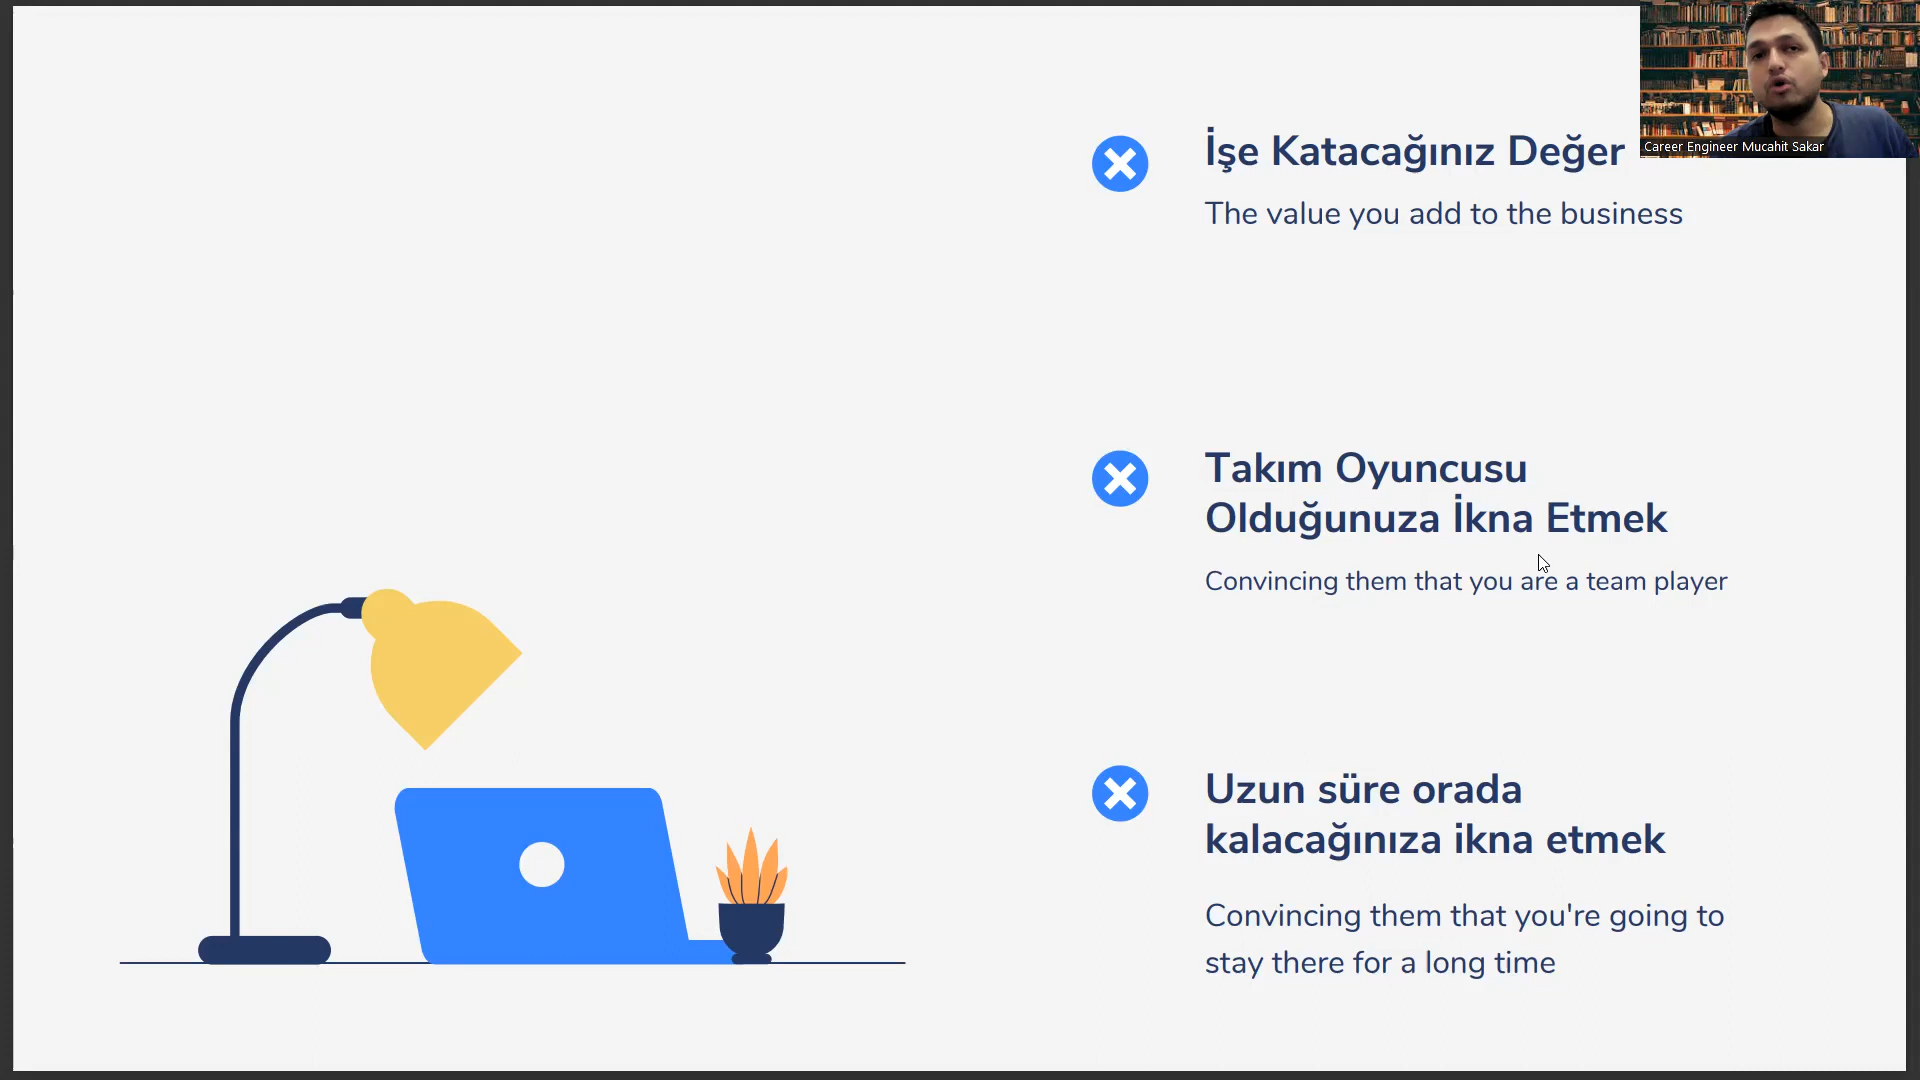 Career Engineer Mucahit Sakar
İşe Katacağınız Değer
The value you add to the business
Takım Oyuncusu
Olduğunuza İkna Etmek
Convincing them that you are a team player
Uzun süre orada
kalacağınıza ikna etmek
Convincing them that you're going to
stay there for a long time